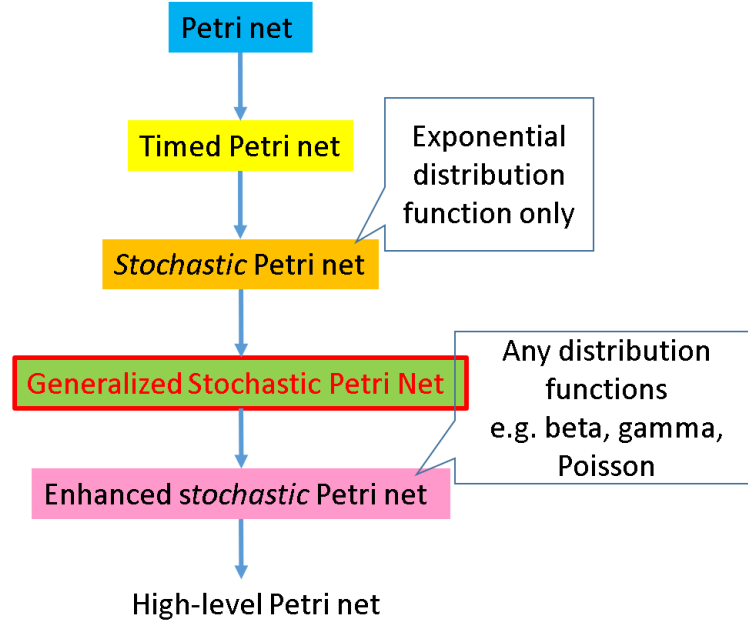 Petri net
Timed Petri net
Exponential
distribution
function only
Stochastic Petri net
Generalized Stochastic Petri Net
Any distribution
functions
e.g. beta, gamma,
Poisson
Enhanced stochastic Petri net
High-level Petri net